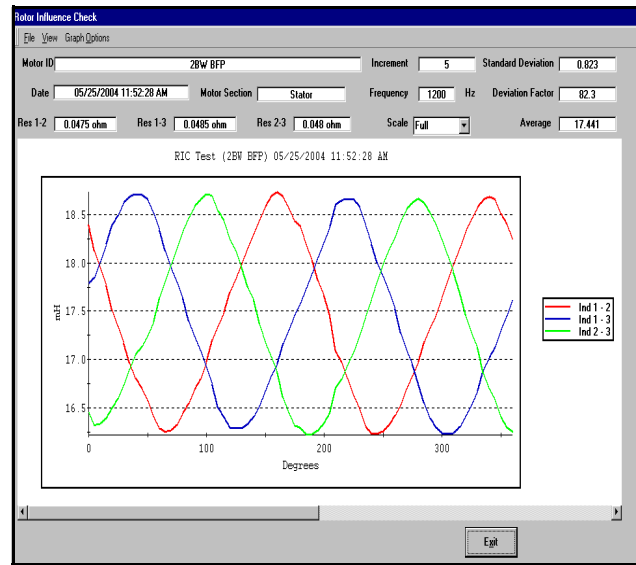 Rotor Influence Check
File View Graph Options
Motor ID 2BW BFP Increment 5 Standard Deviation 0.823
Date 05/25/2004 11:52:28 AM Motor Section Stator Frequency 1200 Hz Deviation Factor 82.3
Res 1-2 0.0475 ohm Res 1-3 0.0485 ohm Res 2-3 0.048 ohm Scale Full Average 17.441
RIC Test (2BW BFP) 05/25/2004 11:52:28 AM
18.5
18.0
17.5
17.0
16.5
mH
0 100 200 300
Degrees
Ind 1 - 2
Ind 1 - 3
Ind 2 - 3
Exit